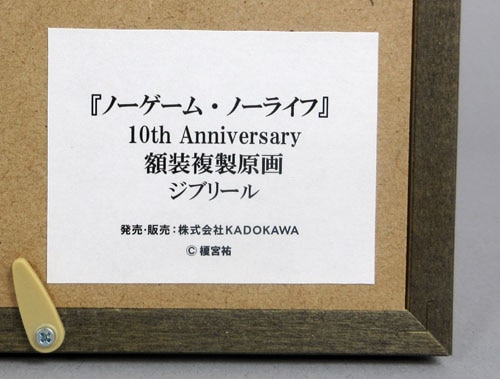 『ノーゲーム・ノーライフ』
10th Anniversary
額装複製原画
ジブリール
発売・販売：株式会社KADOKAWA
© 榎宮祐